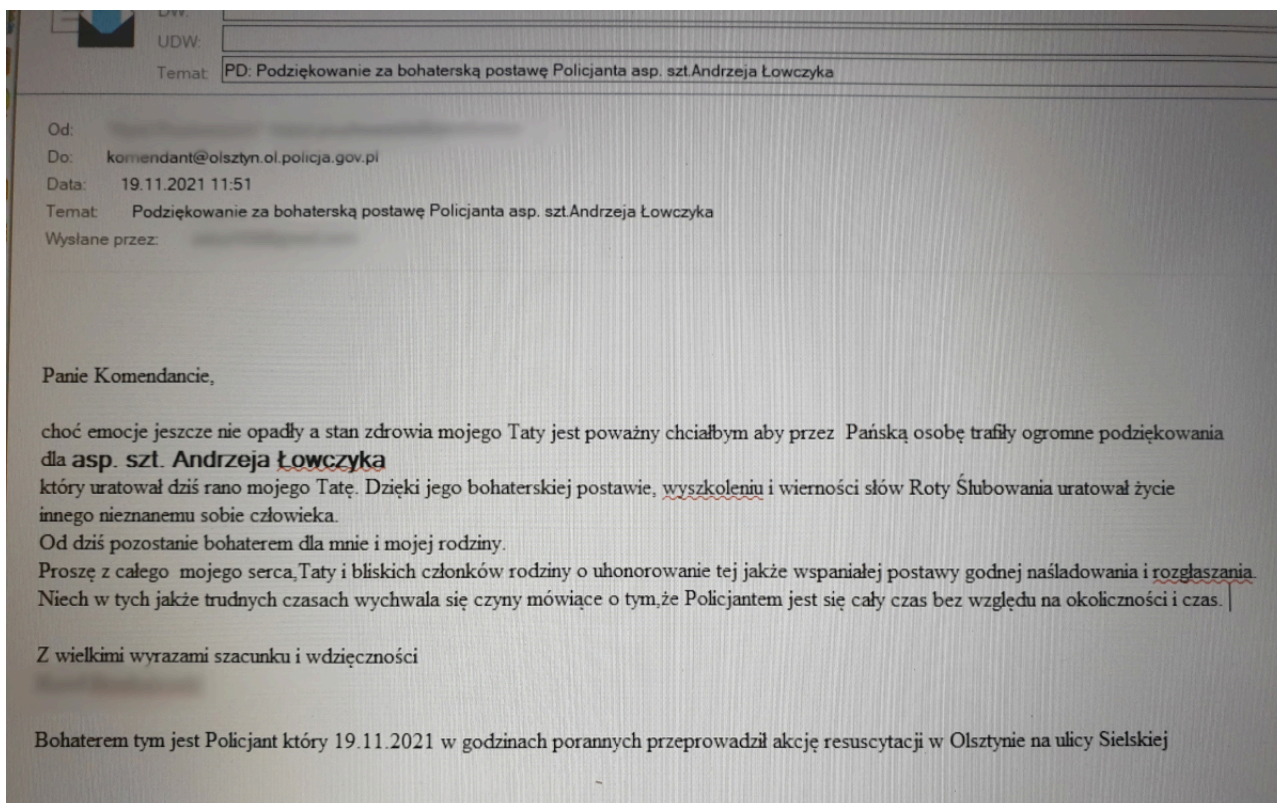 DW:
UDW:
Temat: PD: Podziękowanie za bohaterską postawę Policjanta asp. szt.Andrzeja Łowczyka
Od:
Do: komendant@olsztyn.ol.policja.gov.pl
Data: 19.11.2021 11:51
Temat: Podziękowanie za bohaterską postawę Policjanta asp. szt.Andrzeja Łowczyka
Wysłane przez:
Panie Komendancie,
choć emocje jeszcze nie opadły a stan zdrowia mojego Taty jest poważny chciałbym aby przez Pańską osobę trafiły ogromne podziękowania
dla asp. szt. Andrzeja Łowczyka
który uratował dziś rano mojego Tatę. Dzięki jego bohaterskiej postawie, wyszkoleniu i wierności słów Roty Ślubowania uratował życie
innego nieznanemu sobie człowieka.
Od dziś pozostanie bohaterem dla mnie i mojej rodziny.
Proszę z całego mojego serca,Taty i bliskich członków rodziny o uhonorowanie tej jakże wspaniałej postawy godnej naśladowania i rozgłaszania.
Niech w tych jakże trudnych czasach wychwala się czyny mówiące o tym,że Policjantem jest się cały czas bez względu na okoliczności i czas.
Z wielkimi wyrazami szacunku i wdzięczności
Bohaterem tym jest Policjant który 19.11.2021 w godzinach porannych przeprowadził akcję resuscytacji w Olsztynie na ulicy Sielskiej